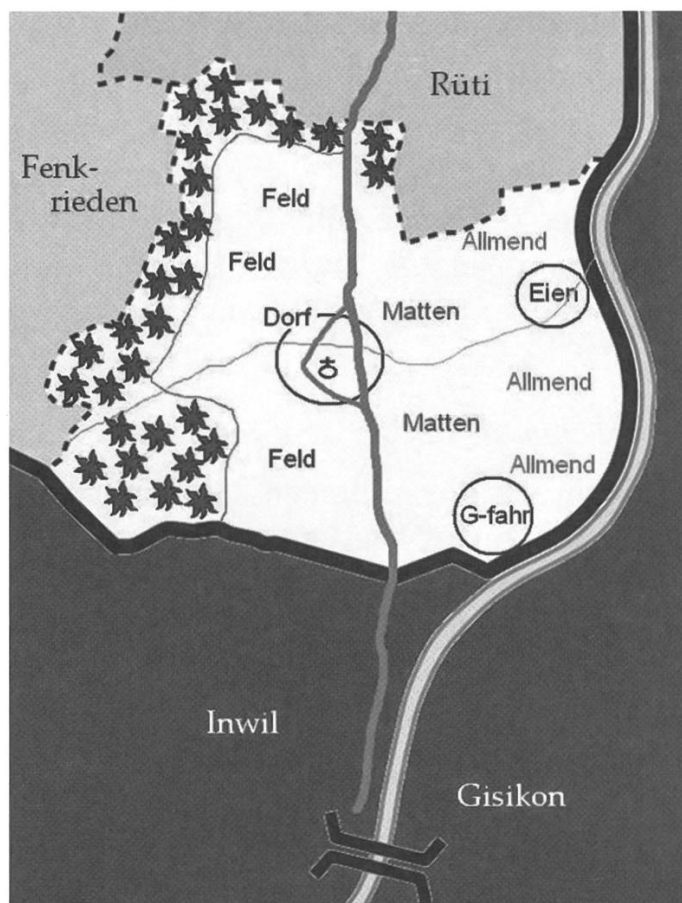 Rüti
Fenk-
rieden
Feld
Allmend
Feld
Eien
Dorf
Matten
Allmend
Matten
Feld
Allmend
G-fahr
Inwil
Gisikon